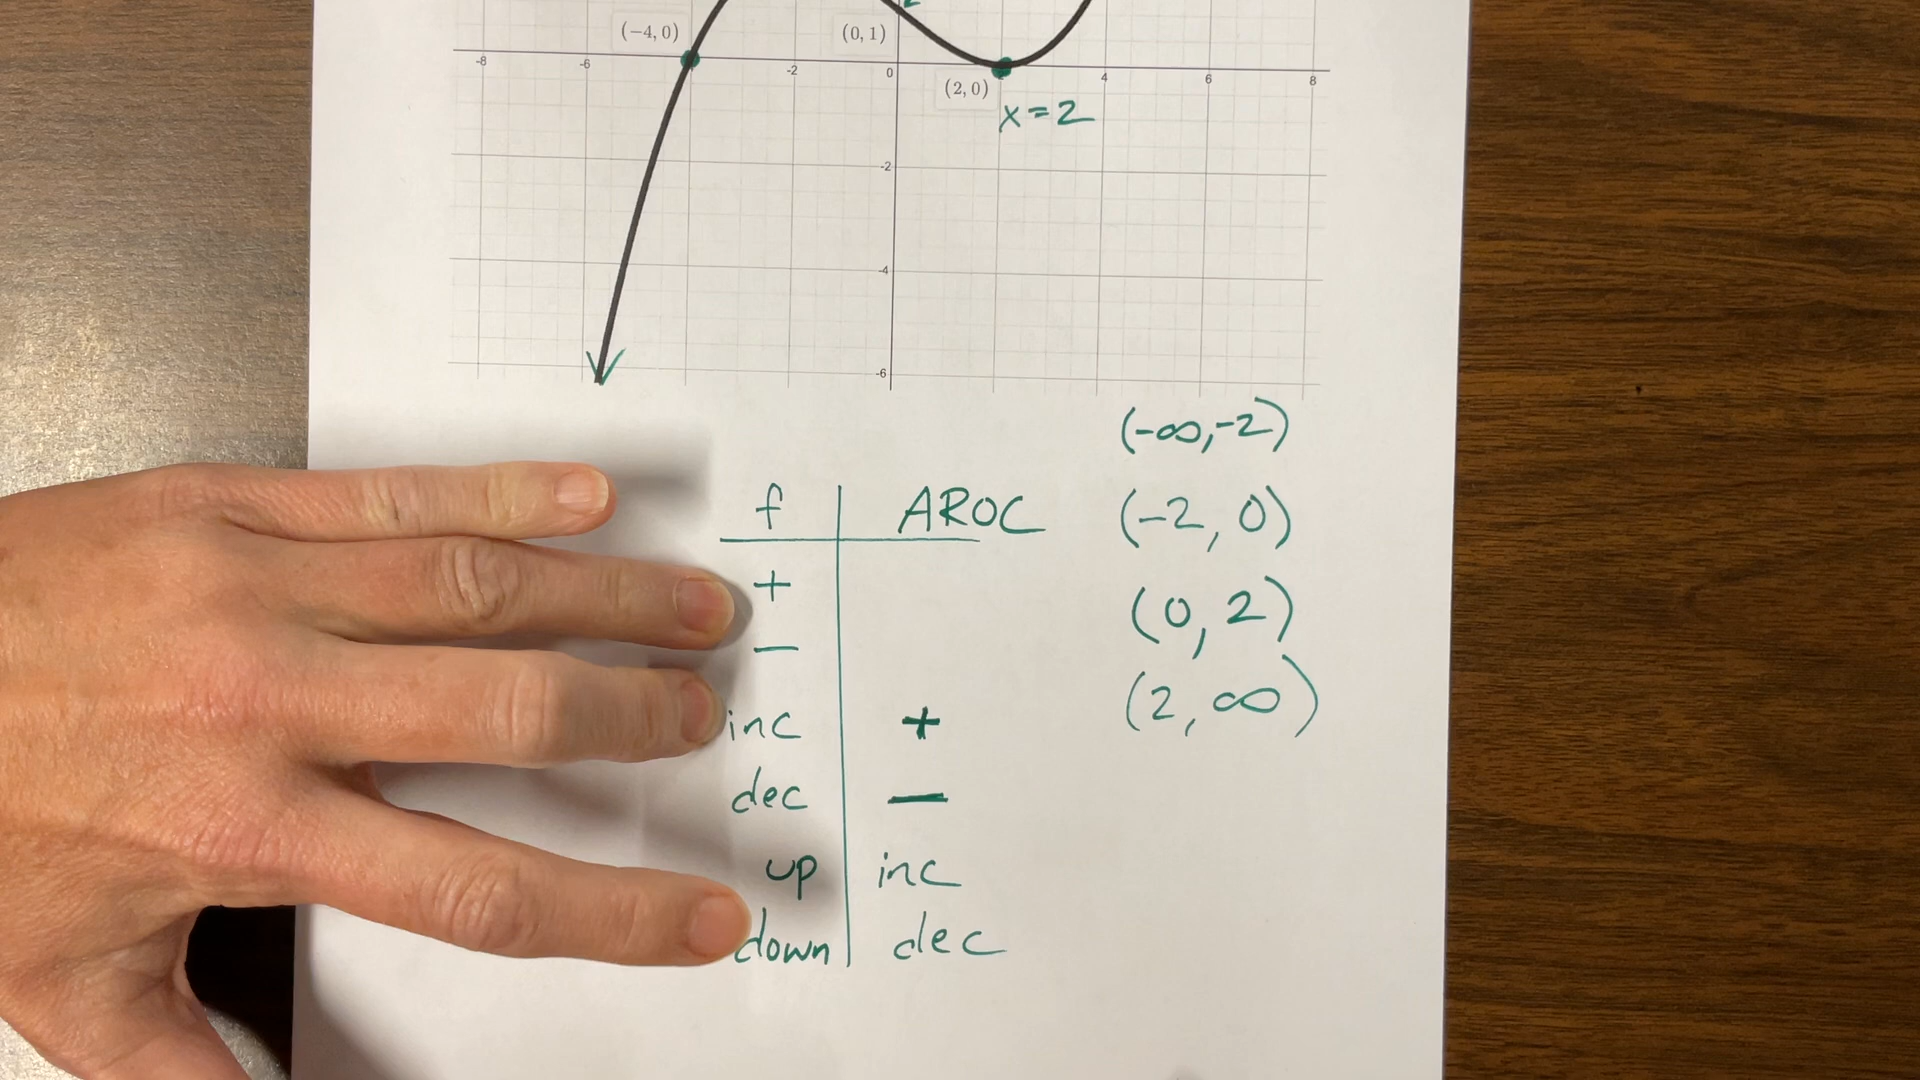 (−4, 0)
(0, 1)
-8 -6 -2 0 4 6 8
(2, 0)
x=2
-2
-4
-6
(-∞,-2)
f AROC (-2, 0)
+
(0, 2)
−
inc + (2, ∞)
dec −
up inc
down dec